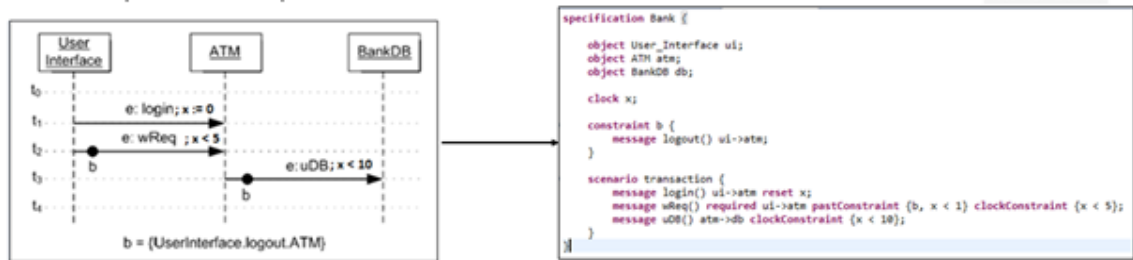 User
Interface
ATM
BankDB
t0
e: login; x := 0
t1
e: wReq ; x < 5
t2
b
e: uDB; x < 10
t3
b
t4
b = {UserInterface.logout.ATM}
specification Bank {
object User_Interface ui;
object ATM atm;
object BankDB db;
clock x;
constraint b {
message logout() ui->atm;
}
scenario transaction {
message login() ui->atm reset x;
message wReq() required ui->atm pastConstraint {b, x < 1} clockConstraint {x < 5};
message uDB() atm->db clockConstraint {x < 10};
}
}